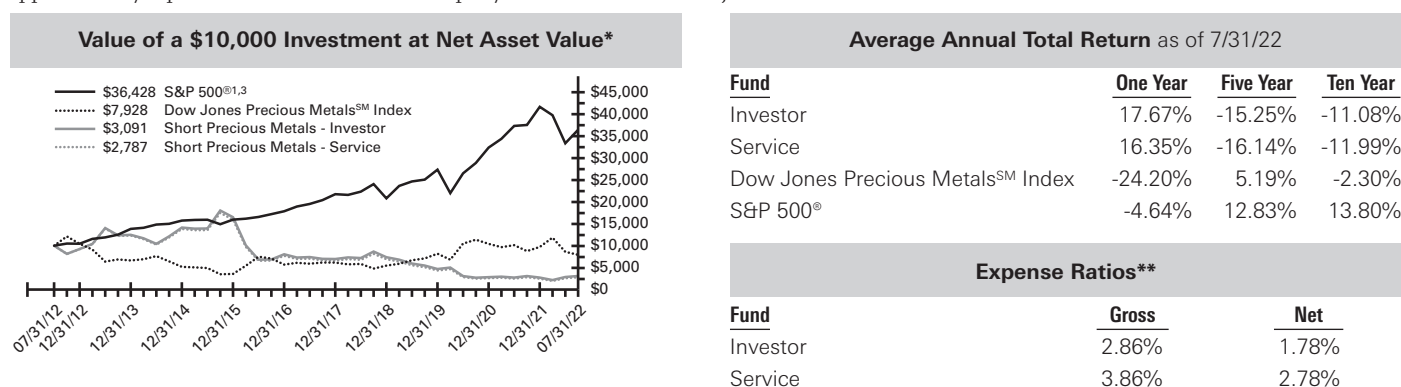 Value of a $10,000 Investment at Net Asset Value*
$36,428 S&P 500®1,3
$7,928 Dow Jones Precious MetalsSM Index
$3,091 Short Precious Metals - Investor
$2,787 Short Precious Metals - Service
$45,000
$40,000
$35,000
$30,000
$25,000
$20,000
$15,000
$10,000
$5,000
$0
07/31/12
12/31/12
12/31/13
12/31/14
12/31/15
12/31/16
12/31/17
12/31/18
12/31/19
12/31/20
12/31/21
07/31/22
Average Annual Total Return as of 7/31/22
Fund One Year Five Year Ten Year
Investor 17.67% -15.25% -11.08%
Service 16.35% -16.14% -11.99%
Dow Jones Precious MetalsSM Index -24.20% 5.19% -2.30%
S&P 500® -4.64% 12.83% 13.80%
Expense Ratios**
Fund Gross Net
Investor 2.86% 1.78%
Service 3.86% 2.78%